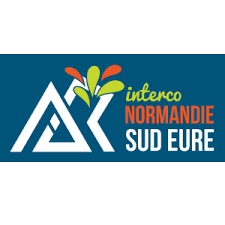 interco
NORMANDIE
SUD EURE